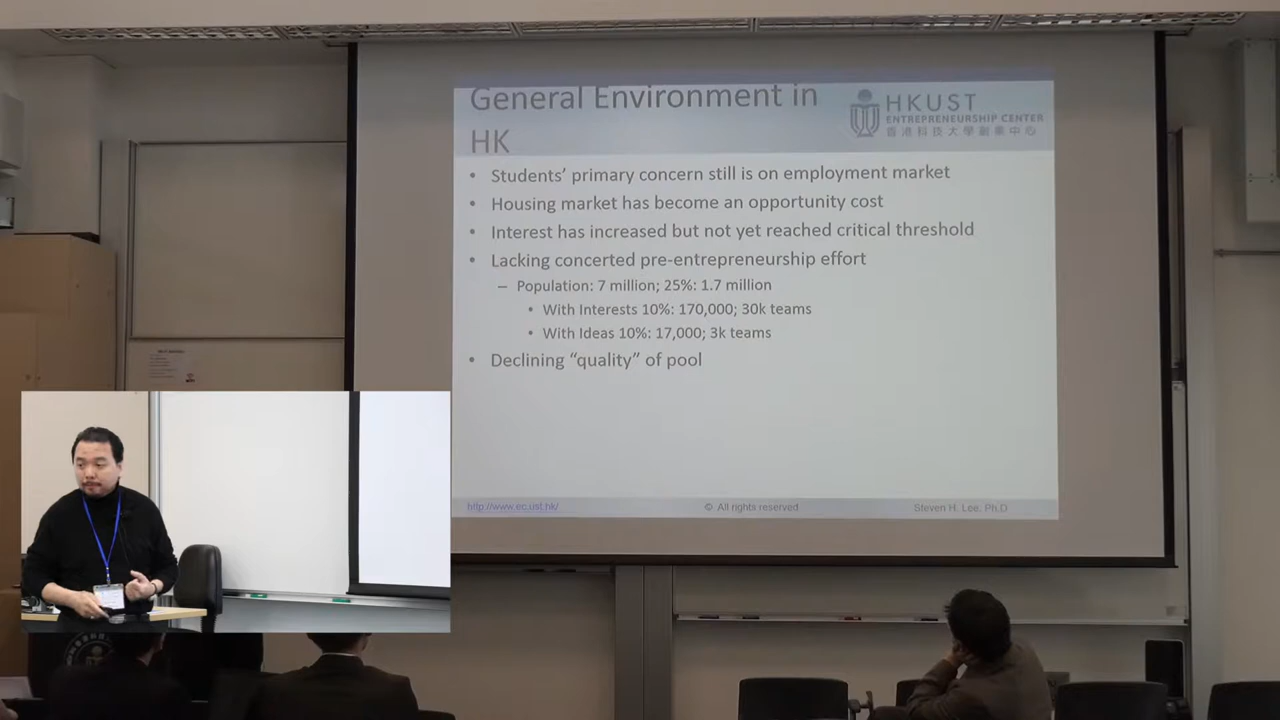 General Environment in
HK
HKUST
ENTREPRENEURSHIP CENTER
香港科技大學創業中心
• Students’ primary concern still is on employment market
• Housing market has become an opportunity cost
• Interest has increased but not yet reached critical threshold
• Lacking concerted pre-entrepreneurship effort
– Population: 7 million; 25%: 1.7 million
• With Interests 10%: 170,000; 30k teams
• With Ideas 10%: 17,000; 3k teams
• Declining “quality” of pool
http://www.ec.ust.hk/
© All rights reserved
Steven H. Lee, Ph.D